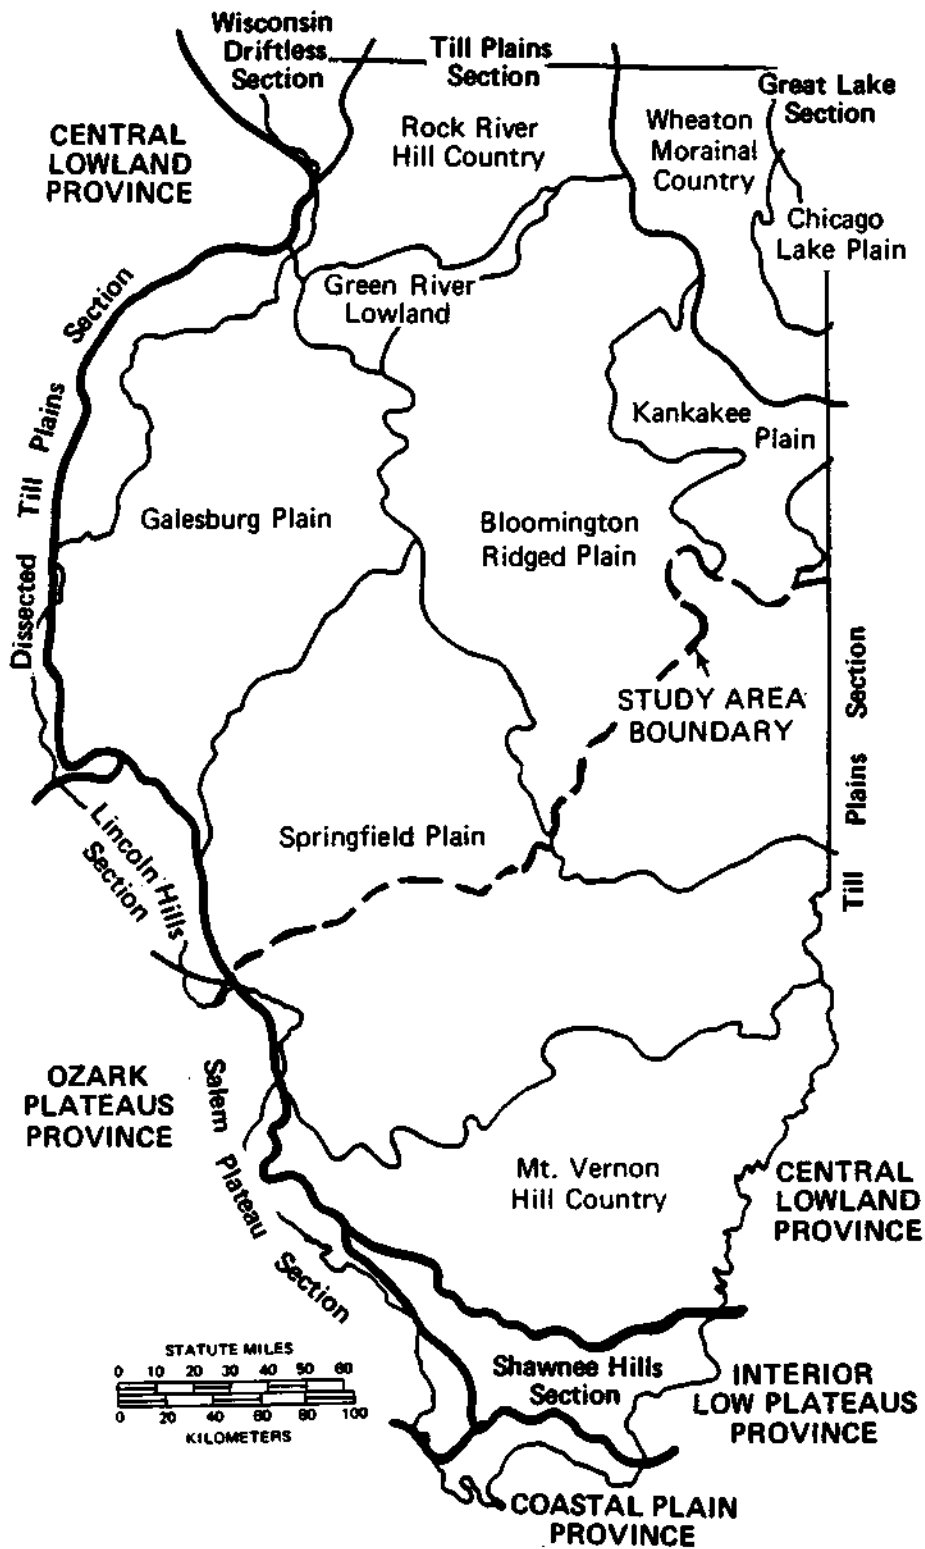 Wisconsin
Driftless
Section
Till Plains
Section
Great Lake
Section
CENTRAL
LOWLAND
PROVINCE
Rock River
Hill Country
Wheaton
Morainal
Country
Chicago
Lake Plain
Green River
Lowland
Dissected Till Plains Section
Kankakee
Plain
Galesburg Plain
Bloomington
Ridged Plain
STUDY AREA
BOUNDARY
Till Plains Section
Springfield Plain
Lincoln Hills
Section
OZARK
PLATEAUS
PROVINCE
Salem Plateau Section
Mt. Vernon
Hill Country
CENTRAL
LOWLAND
PROVINCE
STATUTE MILES
0 10 20 30 40 50 60
0 20 40 60 80 100
KILOMETERS
Shawnee Hills
Section
INTERIOR
LOW PLATEAUS
PROVINCE
COASTAL PLAIN
PROVINCE